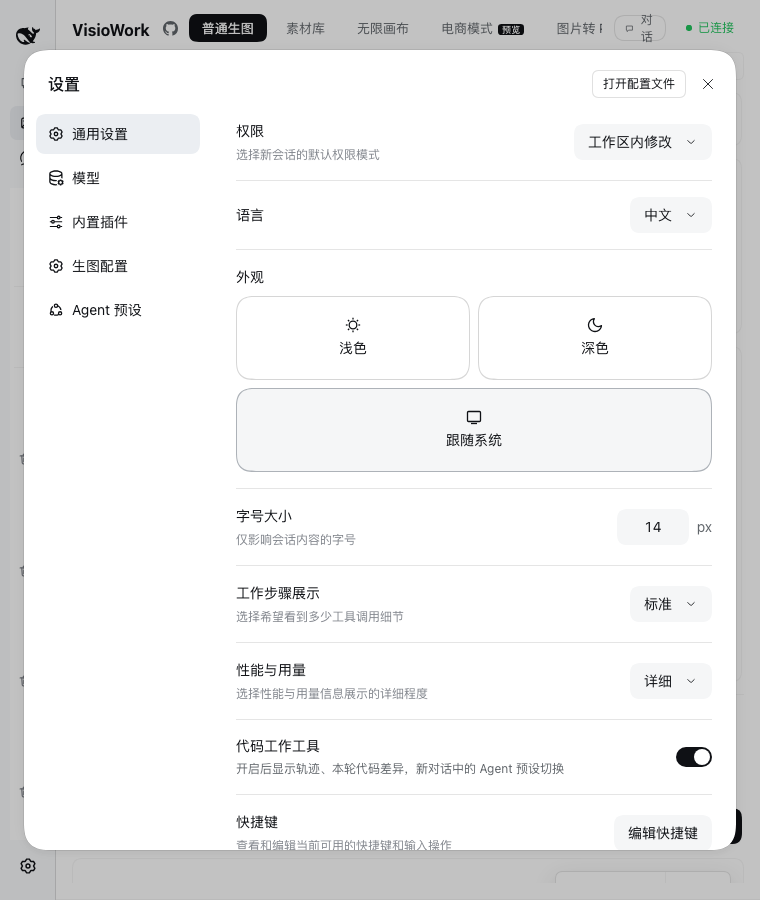 VisioWork
普通生图
素材库
无限画布
电商模式 预览
图片转
对话
已连接
设置
打开配置文件
通用设置
模型
内置插件
生图配置
Agent 预设
权限
选择新会话的默认权限模式
工作区内修改
语言
中文
外观
浅色
深色
跟随系统
字号大小
仅影响会话内容的字号
14 px
工作步骤展示
选择希望看到多少工具调用细节
标准
性能与用量
选择性能与用量信息展示的详细程度
详细
代码工作工具
开启后显示轨迹、本轮代码差异，新对话中的 Agent 预设切换
快捷键
查看和编辑当前可用的快捷键和输入操作
编辑快捷键